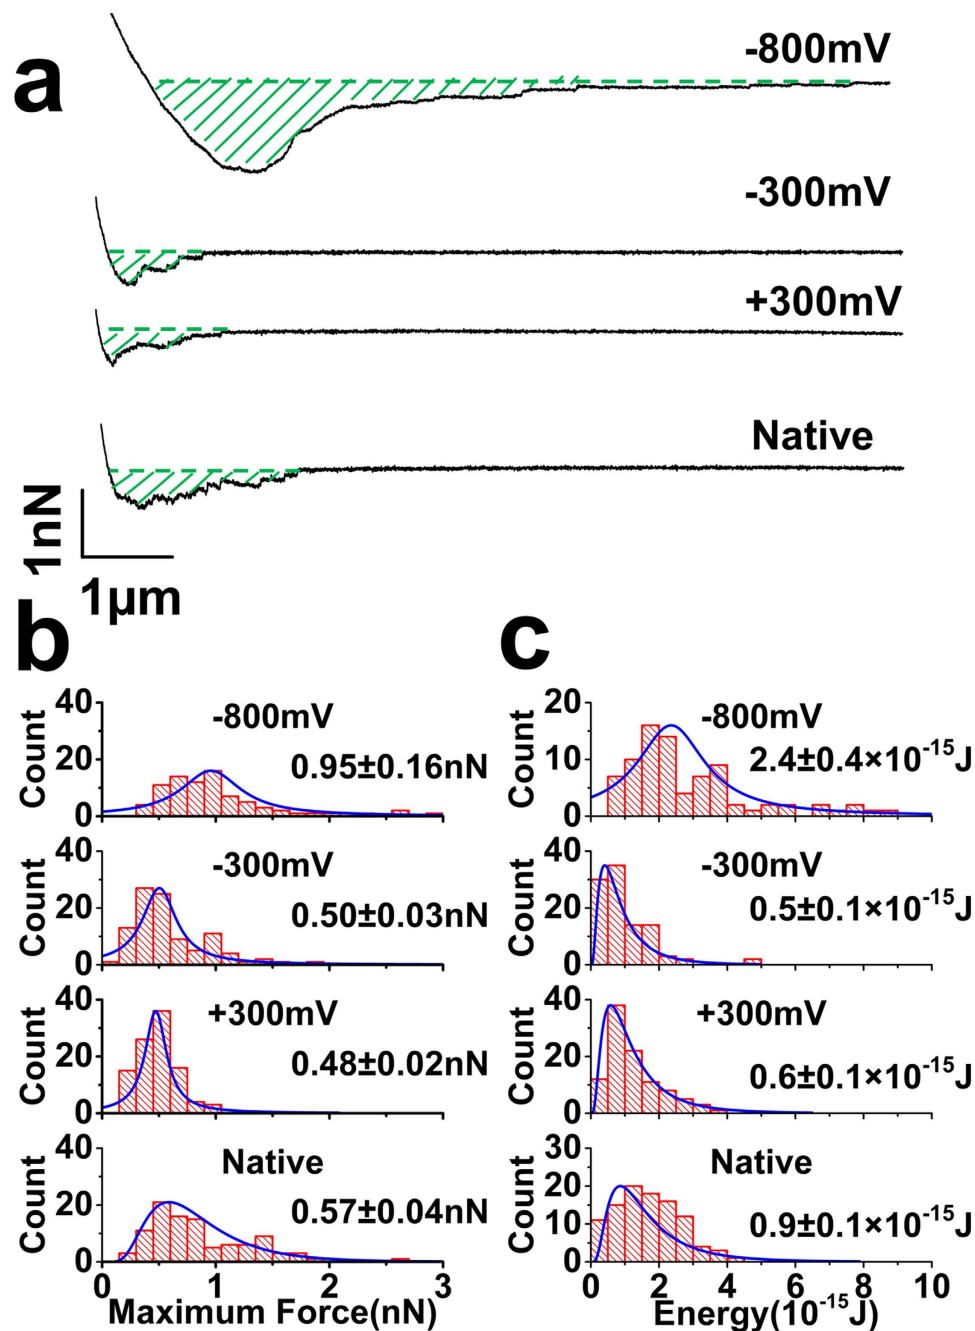 a
-800mV
-300mV
+300mV
Native
1nN
1μm
b
c
40
20
0
Count
-800mV
0.95±0.16nN
40
20
0
Count
-300mV
0.50±0.03nN
40
20
0
Count
+300mV
0.48±0.02nN
40
20
0
Count
Native
0.57±0.04nN
0 1 2 3
Maximum Force(nN)
20
10
0
Count
-800mV
2.4±0.4×10⁻¹⁵J
40
20
0
Count
-300mV
0.5±0.1×10⁻¹⁵J
40
20
0
Count
+300mV
0.6±0.1×10⁻¹⁵J
30
20
10
0
Count
Native
0.9±0.1×10⁻¹⁵J
0 2 4 6 8 10
Energy(10⁻¹⁵J)